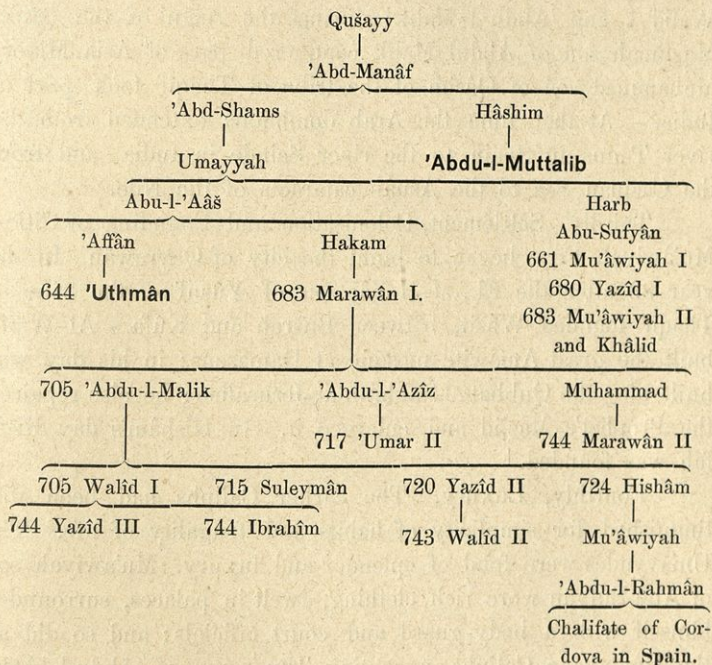 Qušayy
'Abd-Manâf
'Abd-Shams Hâshim
Umayyah 'Abdu-l-Muttalib
Abu-l-'Aâš Harb
'Affân Hakam Abu-Sufyân
644 'Uthmân 683 Marawân I. 661 Mu'âwiyah I
680 Yazîd I
683 Mu'âwiyah II
and Khâlid
705 'Abdu-l-Malik 'Abdu-l-'Azîz Muhammad
717 'Umar II 744 Marawân II
705 Walîd I 715 Suleymân 720 Yazîd II 724 Hishâm
744 Yazîd III 744 Ibrahîm 743 Walîd II Mu'âwiyah
'Abdu-l-Rahmân
Chalifate of Cor-
dova in Spain.